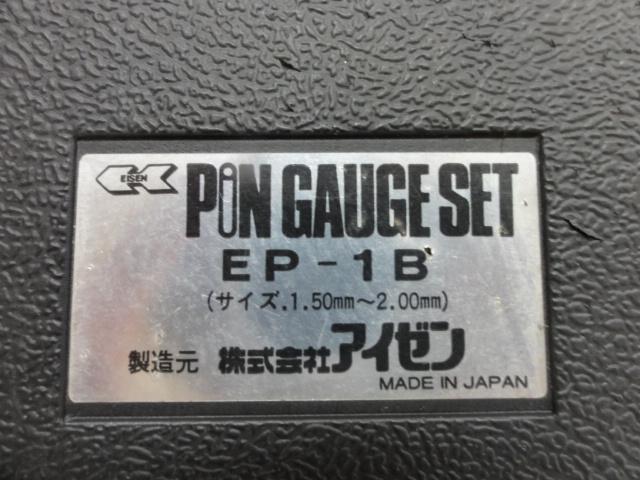 EISEN
PiN GAUGE SET
EP-1B
(サイズ.1.50mm～2.00mm)
製造元 株式会社アイゼン
MADE IN JAPAN